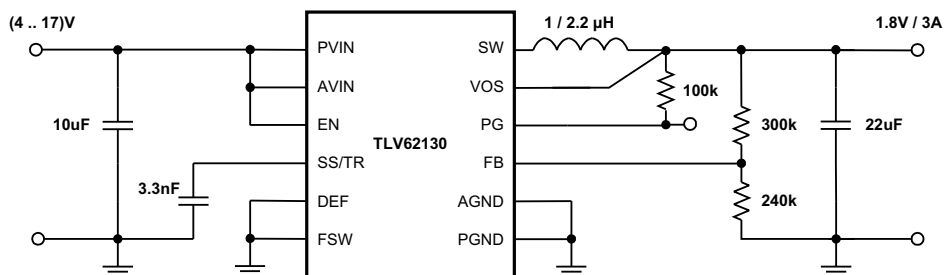 (4 .. 17)V
1 / 2.2 µH
1.8V / 3A
PVIN
SW
AVIN
VOS
100k
10uF
EN
PG
TLV62130
300k
22uF
SS/TR
FB
3.3nF
DEF
AGND
240k
FSW
PGND